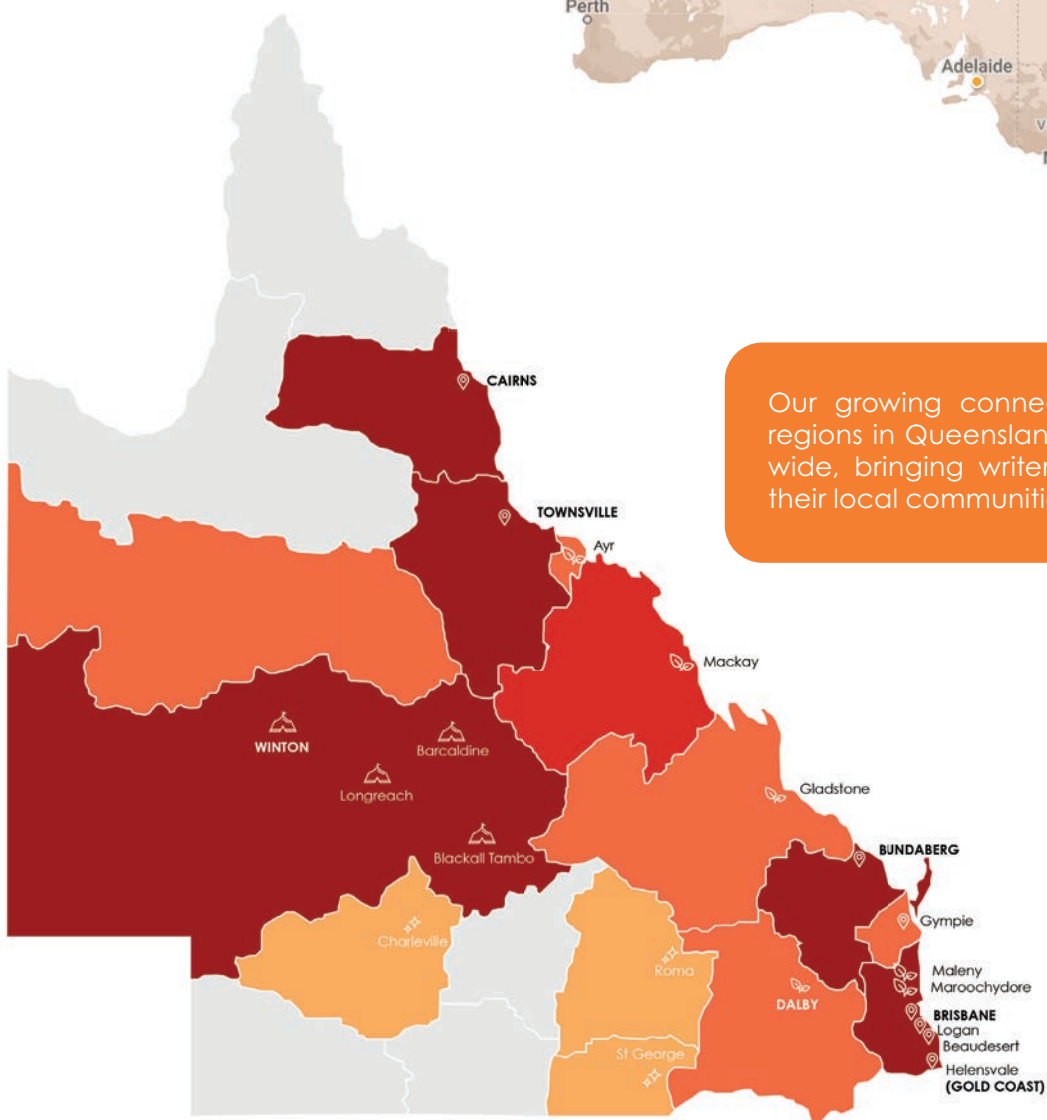 Perth
Adelaide
V
CAIRNS
Our growing connec
regions in Queenslan
wide, bringing writer
their local communiti
TOWNSVILLE
Ayr
Mackay
WINTON
Barcaldine
Longreach
Gladstone
Blackall Tambo
BUNDABERG
Charleville
Gympie
Roma
Maleny
Maroochydore
DALBY
BRISBANE
Logan
Beaudesert
St George
Helensvale
(GOLD COAST)